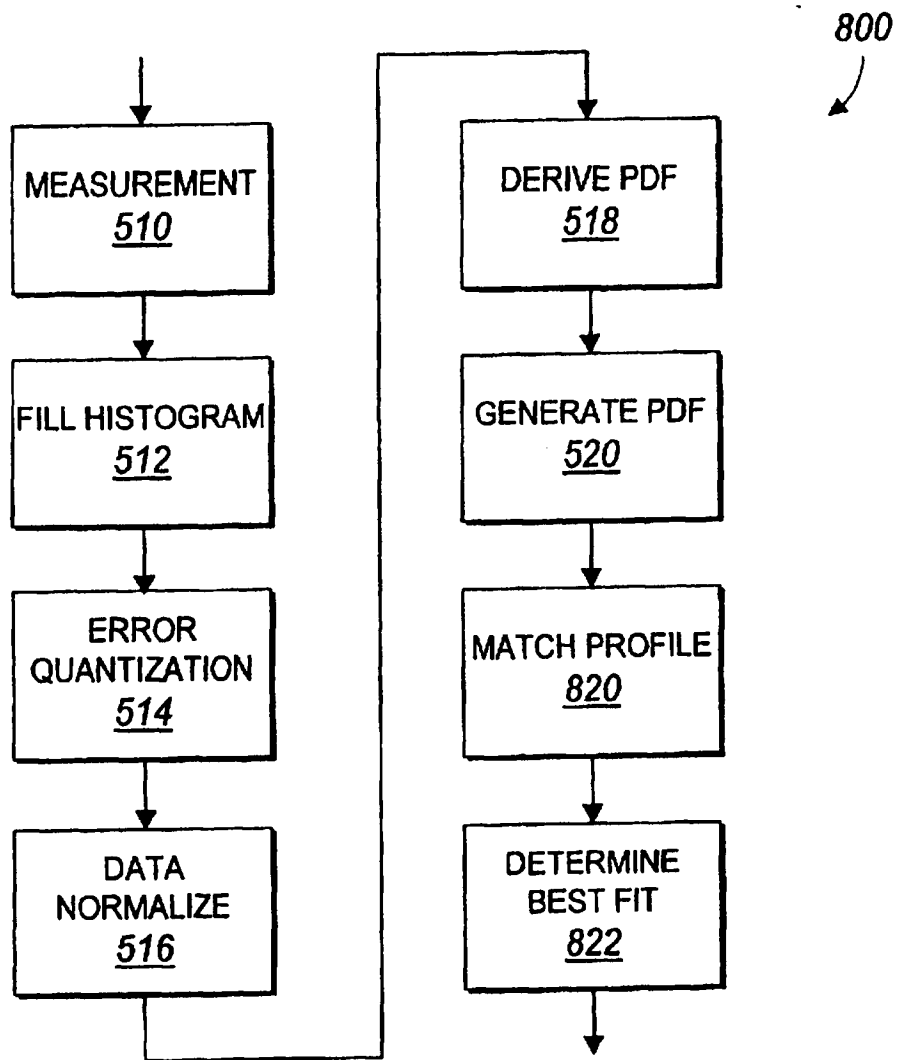 800
MEASUREMENT
510
FILL HISTOGRAM
512
ERROR
QUANTIZATION
514
DATA
NORMALIZE
516
DERIVE PDF
518
GENERATE PDF
520
MATCH PROFILE
820
DETERMINE
BEST FIT
822